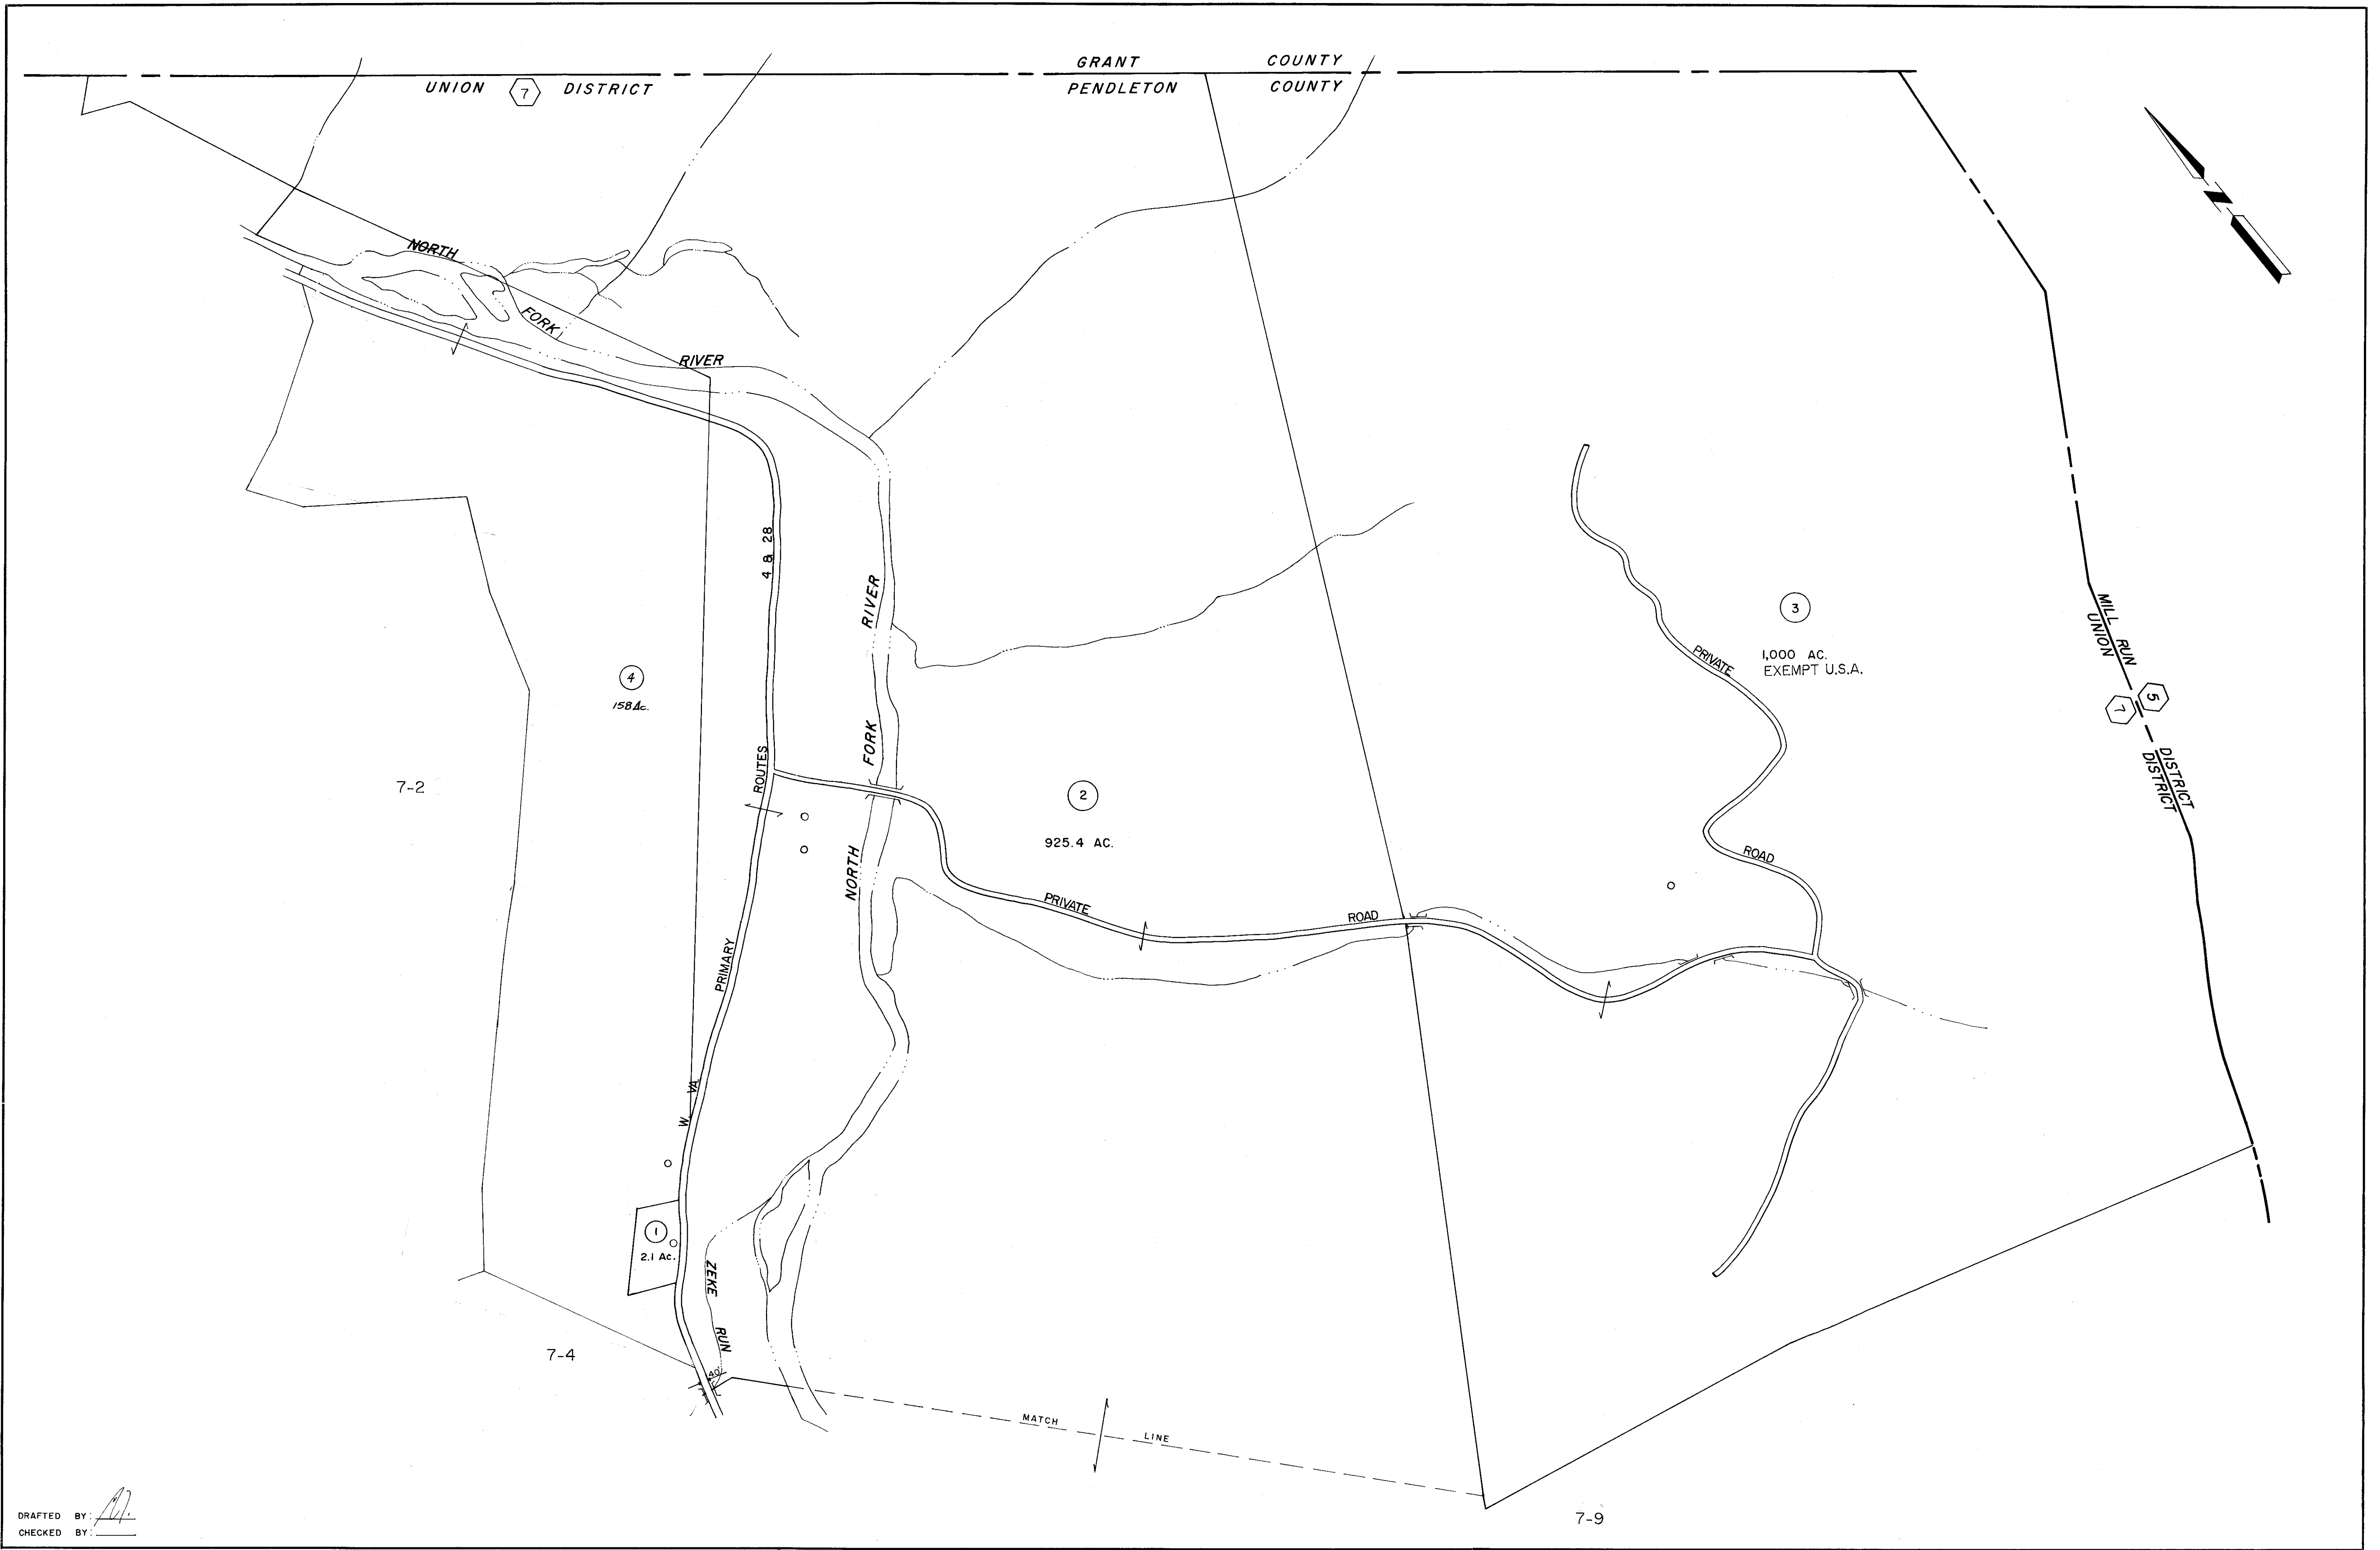 GRANT COUNTY
UNION 7 DISTRICT PENDLETON COUNTY
NORTH
FORK
RIVER
4 & 28
RIVER
FORK
NORTH
ROUTES
PRIMARY
W. VA.
3
1,000 AC.
EXEMPT U.S.A.
PRIVATE
ROAD
MILL RUN
UNION
5
7
DISTRICT
DISTRICT
4
158 Ac.
7-2
2
925.4 AC.
PRIVATE
ROAD
1
2.1 Ac.
ZEKE
RUN
40'
7-4
MATCH
LINE
7-9
DRAFTED BY:
CHECKED BY: